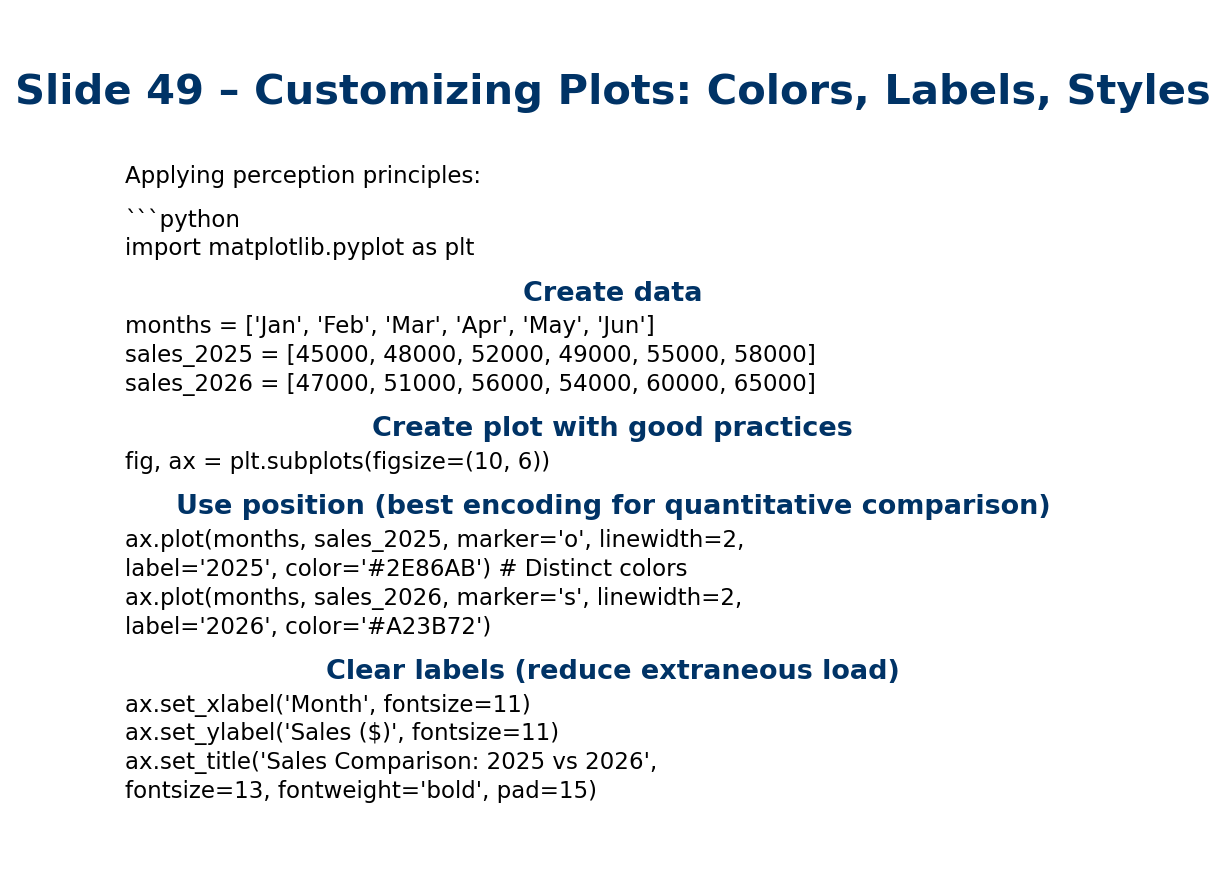 Slide 49 – Customizing Plots: Colors, Labels, Styles
Applying perception principles:
```python
import matplotlib.pyplot as plt
Create data
months = ['Jan', 'Feb', 'Mar', 'Apr', 'May', 'Jun']
sales_2025 = [45000, 48000, 52000, 49000, 55000, 58000]
sales_2026 = [47000, 51000, 56000, 54000, 60000, 65000]
Create plot with good practices
fig, ax = plt.subplots(figsize=(10, 6))
Use position (best encoding for quantitative comparison)
ax.plot(months, sales_2025, marker='o', linewidth=2,
label='2025', color='#2E86AB') # Distinct colors
ax.plot(months, sales_2026, marker='s', linewidth=2,
label='2026', color='#A23B72')
Clear labels (reduce extraneous load)
ax.set_xlabel('Month', fontsize=11)
ax.set_ylabel('Sales ($)', fontsize=11)
ax.set_title('Sales Comparison: 2025 vs 2026',
fontsize=13, fontweight='bold', pad=15)